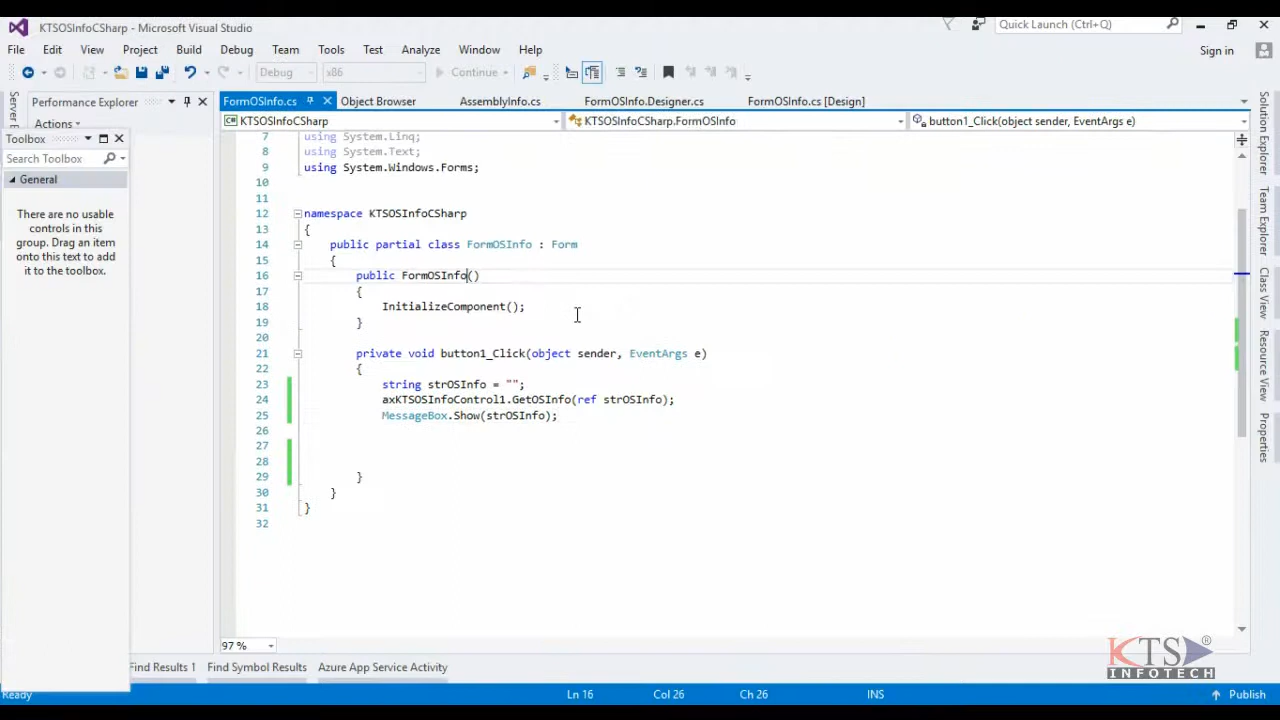 KTSOSInfoCSharp - Microsoft Visual Studio
Quick Launch (Ctrl+Q)
File Edit View Project Build Debug Team Tools Test Analyze Window Help
Sign in
Debug x86 Continue
Server Explorer
Performance Explorer
FormOSInfo.cs Object Browser AssemblyInfo.cs FormOSInfo.Designer.cs FormOSInfo.cs [Design]
Actions
KTSOSInfoCSharp KTSOSInfoCSharp.FormOSInfo button1_Click(object sender, EventArgs e)
Toolbox
Search Toolbox
General
There are no usable
controls in this
group. Drag an item
onto this text to add
it to the toolbox.
7 using System.Linq;
8 using System.Text;
9 using System.Windows.Forms;
10
11
12 namespace KTSOSInfoCSharp
13 {
14 public partial class FormOSInfo : Form
15 {
16 public FormOSInfo()
17 {
18 InitializeComponent();
19 }
20
21 private void button1_Click(object sender, EventArgs e)
22 {
23 string strOSInfo = "";
24 axKTSOSInfoControl1.GetOSInfo(ref strOSInfo);
25 MessageBox.Show(strOSInfo);
26
27
28
29 }
30 }
31 }
32
Solution Explorer
Team Explorer
Class View
Resource View
Properties
97 %
KTS®
INFOTECH
Find Results 1 Find Symbol Results Azure App Service Activity
Ready Ln 16 Col 26 Ch 26 INS Publish